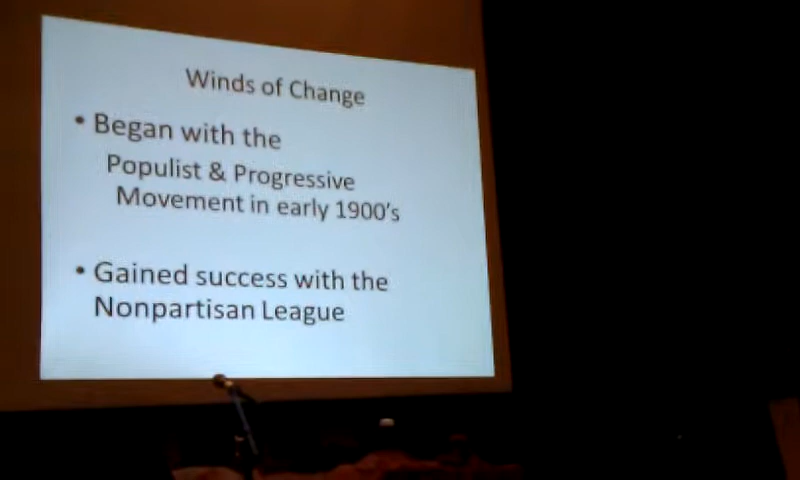 Winds of Change
• Began with the
Populist & Progressive
Movement in early 1900's
• Gained success with the
Nonpartisan League